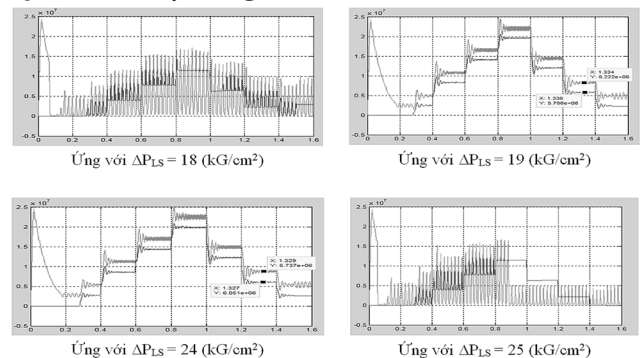 x 10⁷
2.5
2
1.5
1
0.5
0
-0.5
0 0.2 0.4 0.6 0.8 1 1.2 1.4 1.6
Ứng với ΔP_LS = 18 (kG/cm²)
x 10⁷
2.5
2
1.5
1
0.5
0
-0.5
0 0.2 0.4 0.6 0.8 1 1.2 1.4 1.6
X: 1.334
Y: 8.222e+06
X: 1.336
Y: 5.766e+06
Ứng với ΔP_LS = 19 (kG/cm²)
x 10⁷
2.5
2
1.5
1
0.5
0
-0.5
0 0.2 0.4 0.6 0.8 1 1.2 1.4 1.6
X: 1.329
Y: 8.737e+06
X: 1.327
Ứng với ΔP_LS = 24 (kG/cm²)
x 10⁷
2.5
2
1.5
1
0.5
0
-0.5
0 0.2 0.4 0.6 0.8 1 1.2 1.4 1.6
Ứng với ΔP_LS = 25 (kG/cm²)